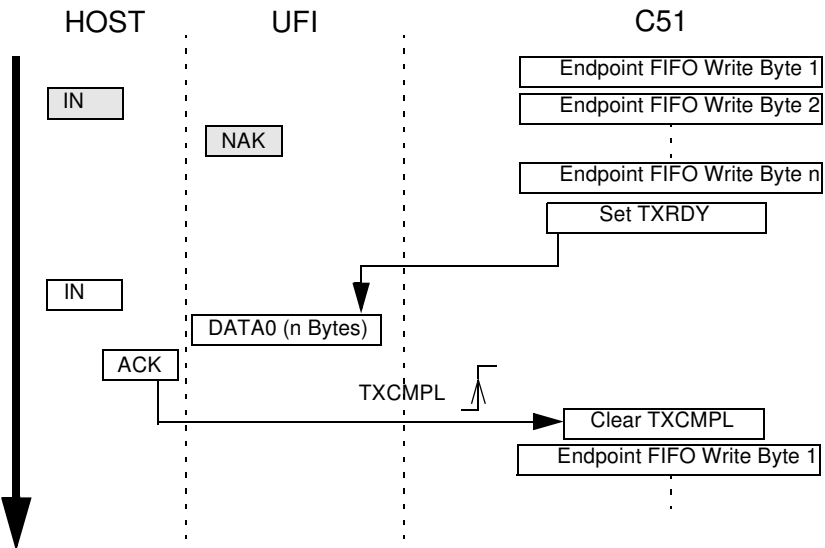 HOST UFI C51
Endpoint FIFO Write Byte 1
IN
Endpoint FIFO Write Byte 2
NAK
Endpoint FIFO Write Byte n
Set TXRDY
IN
DATA0 (n Bytes)
ACK
TXCMPL
Clear TXCMPL
Endpoint FIFO Write Byte 1